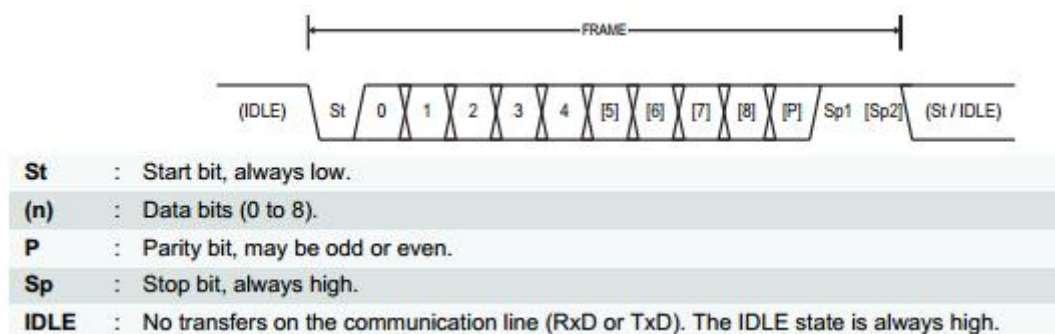 FRAME
(IDLE) St 0 1 2 3 4 [5] [6] [7] [8] [P] Sp1 [Sp2] (St / IDLE)
St : Start bit, always low.
(n) : Data bits (0 to 8).
P : Parity bit, may be odd or even.
Sp : Stop bit, always high.
IDLE : No transfers on the communication line (RxD or TxD). The IDLE state is always high.